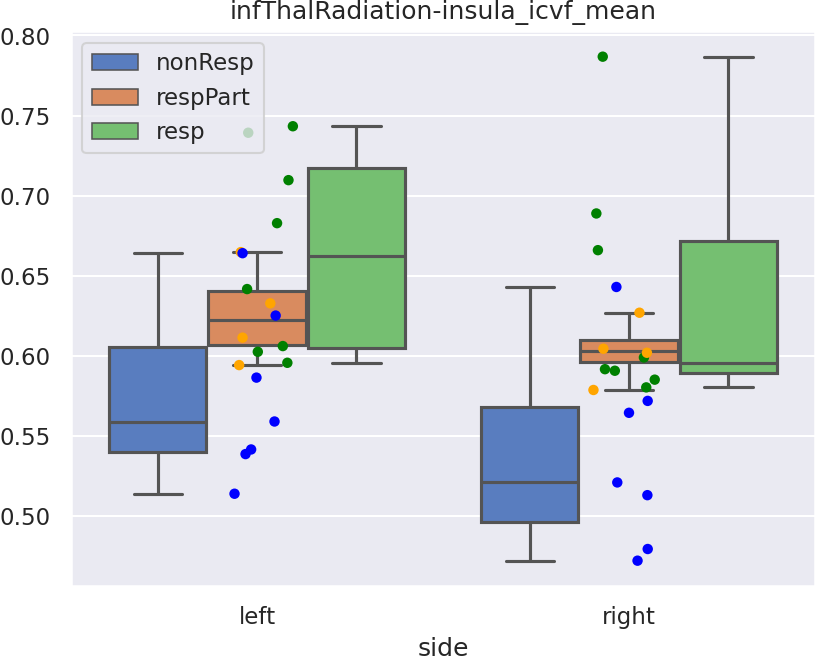 infThalRadiation-insula_icvf_mean
0.80
nonResp
respPart
resp
0.75
0.70
0.65
0.60
0.55
0.50
left
right
side